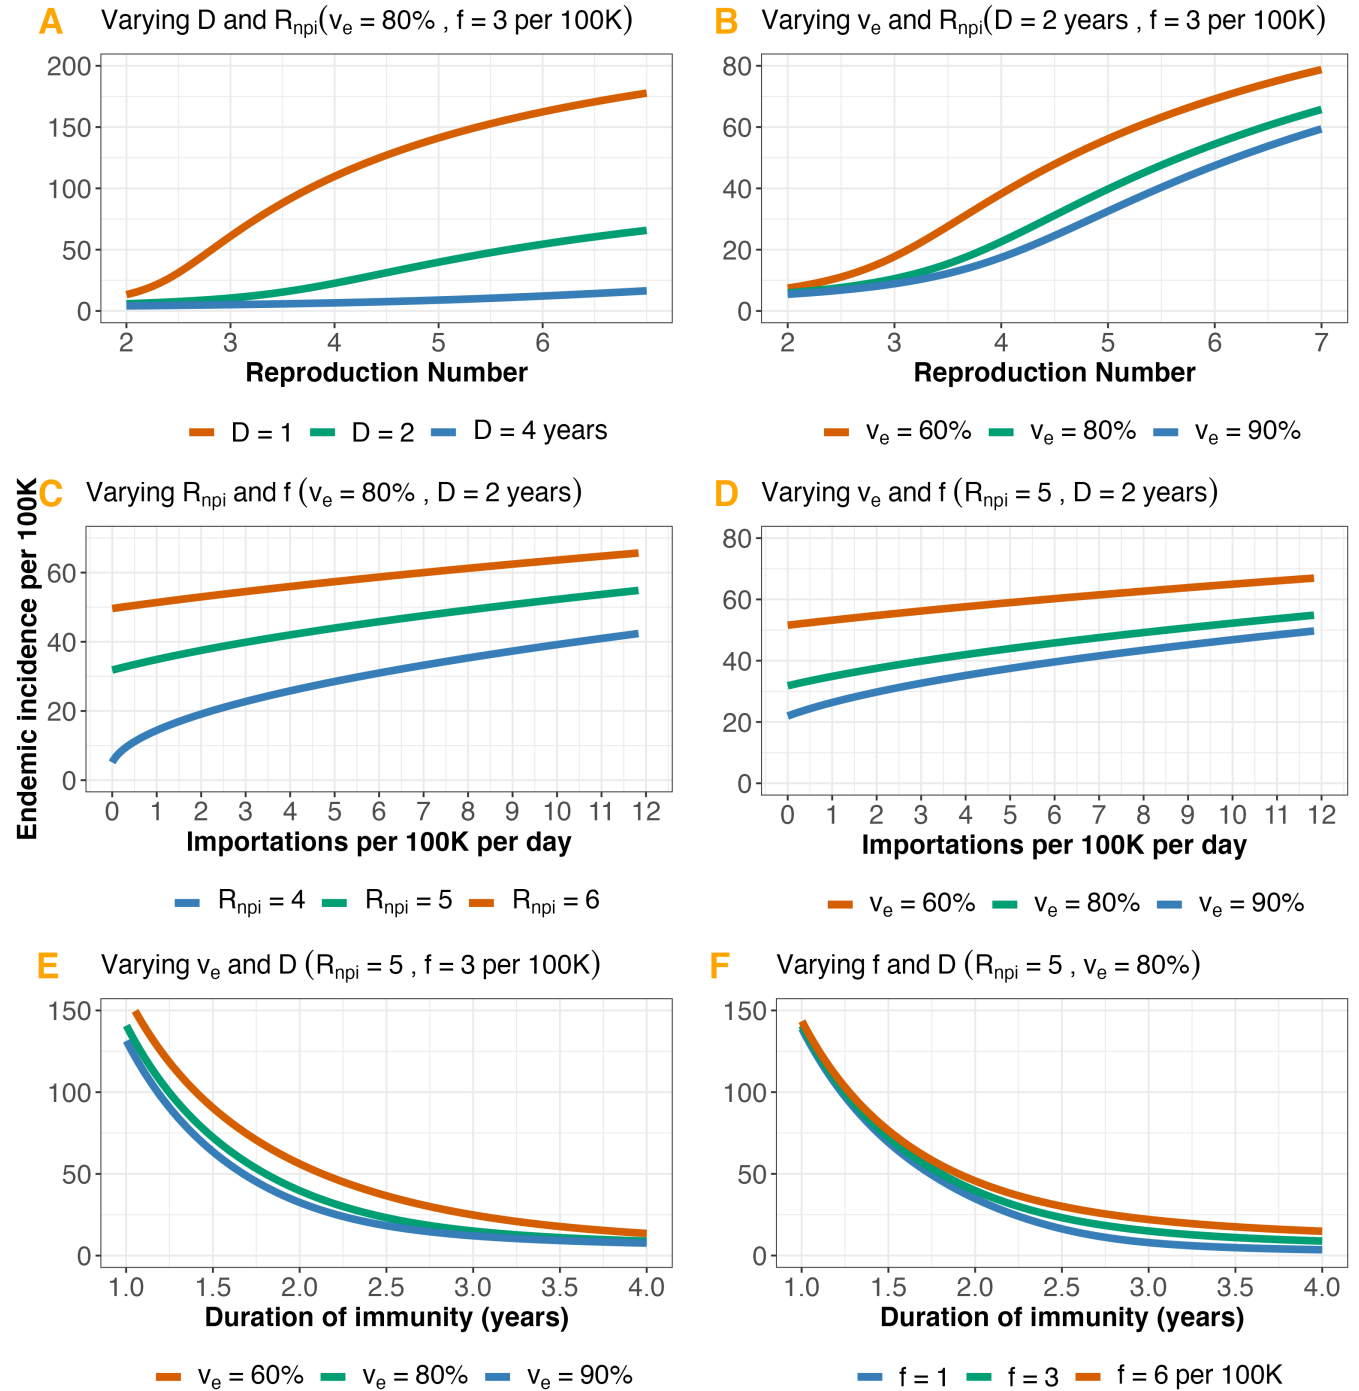 A Varying D and Rnpi(ve = 80% , f = 3 per 100K)
200
150
100
50
0
2 3 4 5 6
Reproduction Number
D = 1 D = 2 D = 4 years
B Varying ve and Rnpi(D = 2 years , f = 3 per 100K)
80
60
40
20
0
2 3 4 5 6 7
Reproduction Number
ve = 60% ve = 80% ve = 90%
Endemic incidence per 100K
C Varying Rnpi and f (ve = 80% , D = 2 years)
60
40
20
0
0 1 2 3 4 5 6 7 8 9 10 11 12
Importations per 100K per day
Rnpi = 4 Rnpi = 5 Rnpi = 6
D Varying ve and f (Rnpi = 5 , D = 2 years)
80
60
40
20
0
0 1 2 3 4 5 6 7 8 9 10 11 12
Importations per 100K per day
ve = 60% ve = 80% ve = 90%
E Varying ve and D (Rnpi = 5 , f = 3 per 100K)
150
100
50
0
1.0 1.5 2.0 2.5 3.0 3.5 4.0
Duration of immunity (years)
ve = 60% ve = 80% ve = 90%
F Varying f and D (Rnpi = 5 , ve = 80%)
150
100
50
0
1.0 1.5 2.0 2.5 3.0 3.5 4.0
Duration of immunity (years)
f = 1 f = 3 f = 6 per 100K